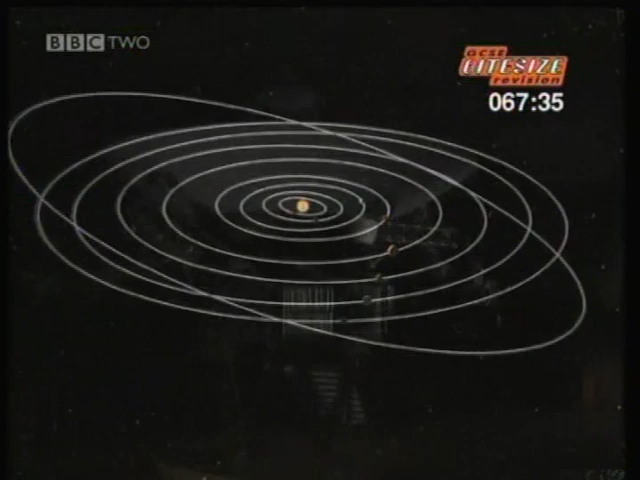 BBC TWO
GCSE
BITESIZE
revision
067:35